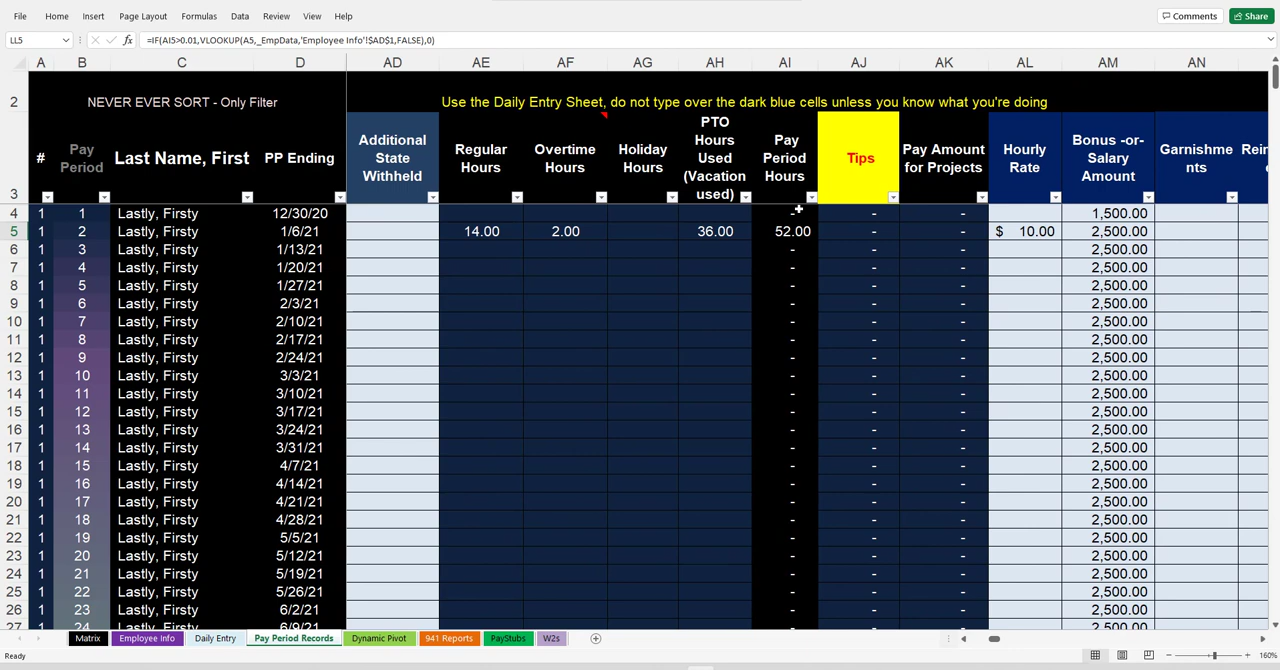 File Home Insert Page Layout Formulas Data Review View Help Comments Share
LL5 fx =IF(AI5>0.01,VLOOKUP(A5,_EmpData,'Employee Info'!$AD$1,FALSE),0)
A B C D AD AE AF AG AH AI AJ AK AL AM AN
2 NEVER EVER SORT - Only Filter Use the Daily Entry Sheet, do not type over the dark blue cells unless you know what you're doing
3 # Pay Period Last Name, First PP Ending Additional State Withheld Regular Hours Overtime Hours Holiday Hours PTO Hours Used (Vacation used) Pay Period Hours Tips Pay Amount for Projects Hourly Rate Bonus -or- Salary Amount Garnishme nts
4 1 1 Lastly, Firsty 12/30/20 - - - 1,500.00
5 1 2 Lastly, Firsty 1/6/21 14.00 2.00 36.00 52.00 - - $ 10.00 2,500.00
6 1 3 Lastly, Firsty 1/13/21 - - - 2,500.00
7 1 4 Lastly, Firsty 1/20/21 - - - 2,500.00
8 1 5 Lastly, Firsty 1/27/21 - - - 2,500.00
9 1 6 Lastly, Firsty 2/3/21 - - - 2,500.00
10 1 7 Lastly, Firsty 2/10/21 - - - 2,500.00
11 1 8 Lastly, Firsty 2/17/21 - - - 2,500.00
12 1 9 Lastly, Firsty 2/24/21 - - - 2,500.00
13 1 10 Lastly, Firsty 3/3/21 - - - 2,500.00
14 1 11 Lastly, Firsty 3/10/21 - - - 2,500.00
15 1 12 Lastly, Firsty 3/17/21 - - - 2,500.00
16 1 13 Lastly, Firsty 3/24/21 - - - 2,500.00
17 1 14 Lastly, Firsty 3/31/21 - - - 2,500.00
18 1 15 Lastly, Firsty 4/7/21 - - - 2,500.00
19 1 16 Lastly, Firsty 4/14/21 - - - 2,500.00
20 1 17 Lastly, Firsty 4/21/21 - - - 2,500.00
21 1 18 Lastly, Firsty 4/28/21 - - - 2,500.00
22 1 19 Lastly, Firsty 5/5/21 - - - 2,500.00
23 1 20 Lastly, Firsty 5/12/21 - - - 2,500.00
24 1 21 Lastly, Firsty 5/19/21 - - - 2,500.00
25 1 22 Lastly, Firsty 5/26/21 - - - 2,500.00
26 1 23 Lastly, Firsty 6/2/21 - - - 2,500.00
27 1 24 Lastly, Firsty 6/9/21 - - - 2,500.00
Matrix Employee Info Daily Entry Pay Period Records Dynamic Pivot 941 Reports PayStubs W2s
Ready 160%